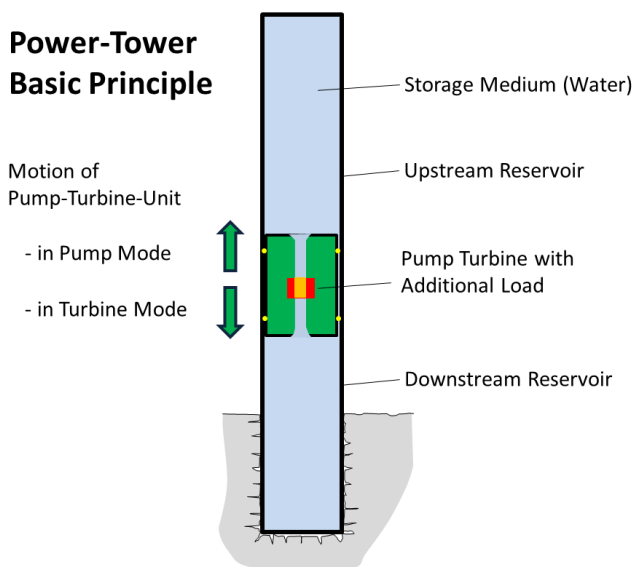 Power-Tower
Basic Principle
Storage Medium (Water)
Motion of
Pump-Turbine-Unit
Upstream Reservoir
- in Pump Mode
Pump Turbine with
Additional Load
- in Turbine Mode
Downstream Reservoir